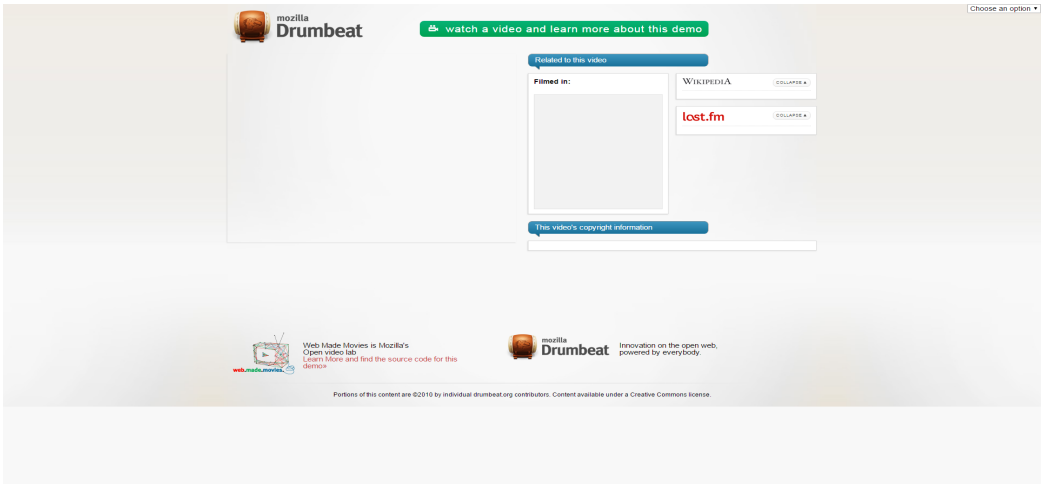 Choose an option
mozilla
Drumbeat
watch a video and learn more about this demo
Related to this video
Filmed in:
WIKIPEDIA
COLLAPSE
lost.fm
COLLAPSE
This video's copyright information
web.made.movies.
Web Made Movies is Mozilla's
Open video lab
Learn More and find the source code for this
demo»
mozilla
Drumbeat
Innovation on the open web,
powered by everybody.
Portions of this content are ©2010 by individual drumbeat.org contributors. Content available under a Creative Commons license.